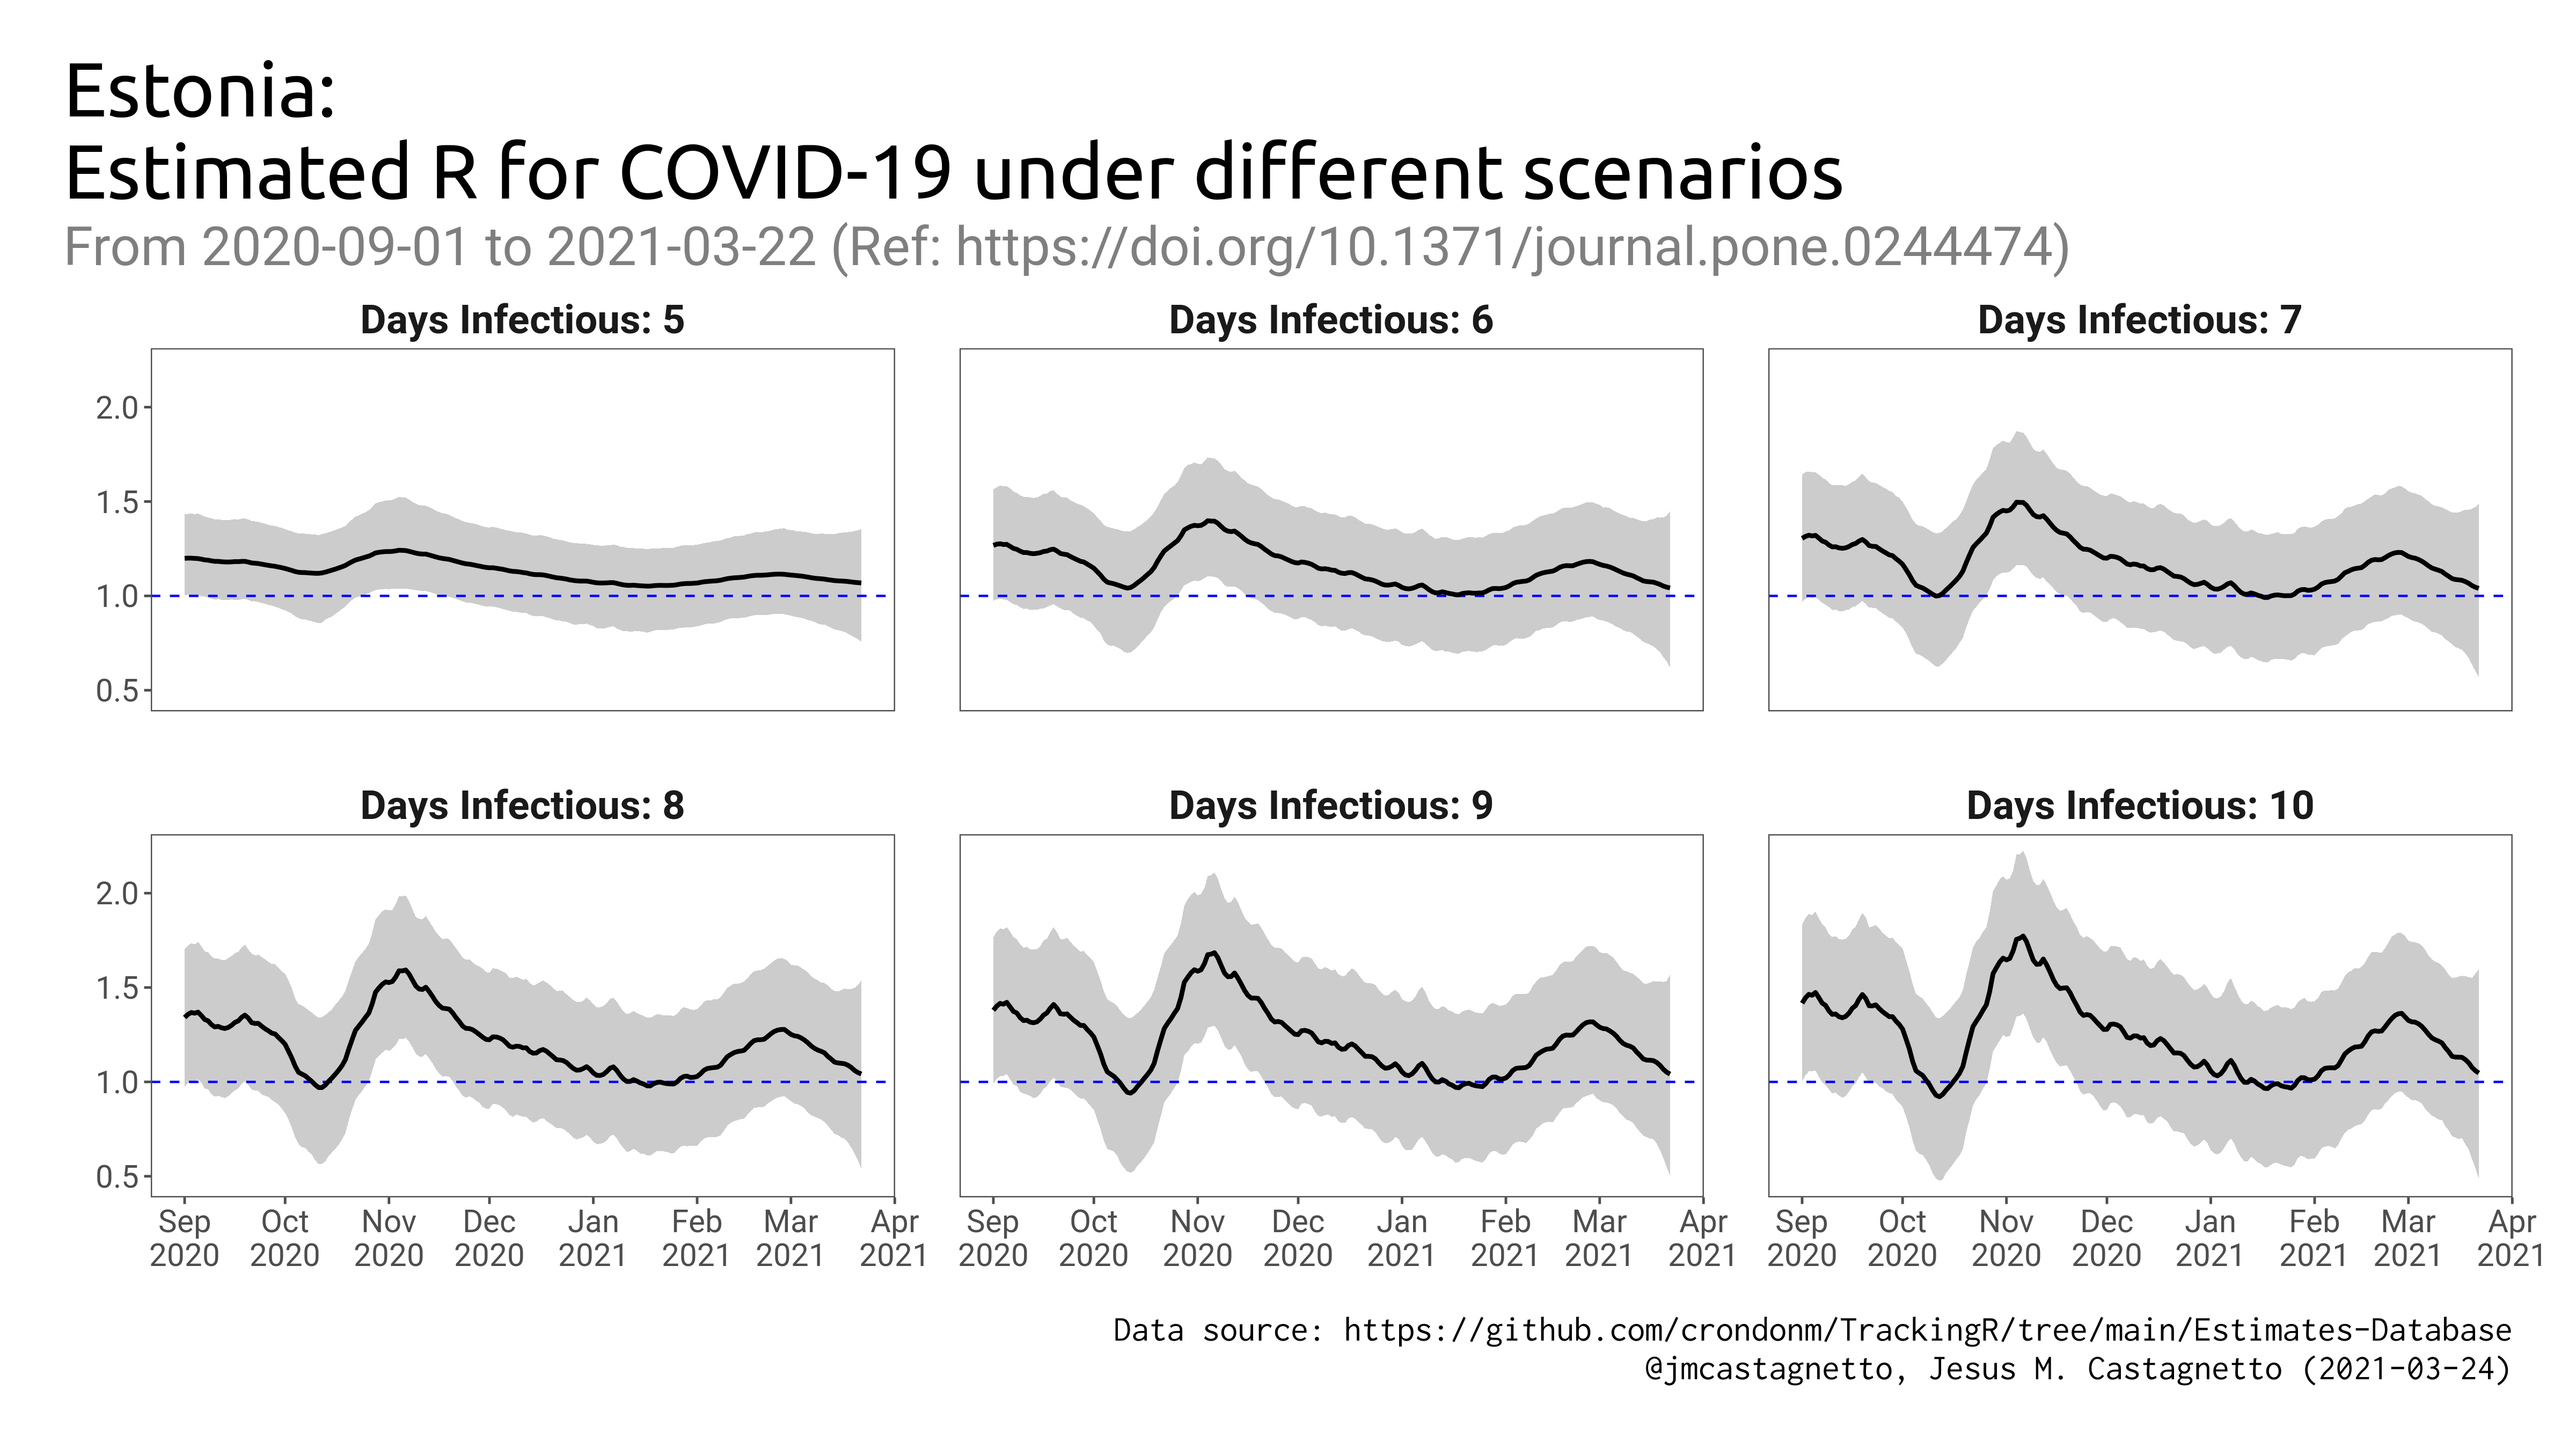 Estonia:
Estimated R for COVID-19 under different scenarios
From 2020-09-01 to 2021-03-22 (Ref: https://doi.org/10.1371/journal.pone.0244474)
Days Infectious: 5
Days Infectious: 6
Days Infectious: 7
2.0
1.5
1.0
0.5
Days Infectious: 8
Days Infectious: 9
Days Infectious: 10
2.0
1.5
1.0
0.5
Sep Oct Nov Dec Jan Feb Mar Apr
2020 2020 2020 2020 2021 2021 2021 2021
Sep Oct Nov Dec Jan Feb Mar Apr
2020 2020 2020 2020 2021 2021 2021 2021
Sep Oct Nov Dec Jan Feb Mar Apr
2020 2020 2020 2020 2021 2021 2021 2021
Data source: https://github.com/crondonm/TrackingR/tree/main/Estimates-Database
@jmcastagnetto, Jesus M. Castagnetto (2021-03-24)